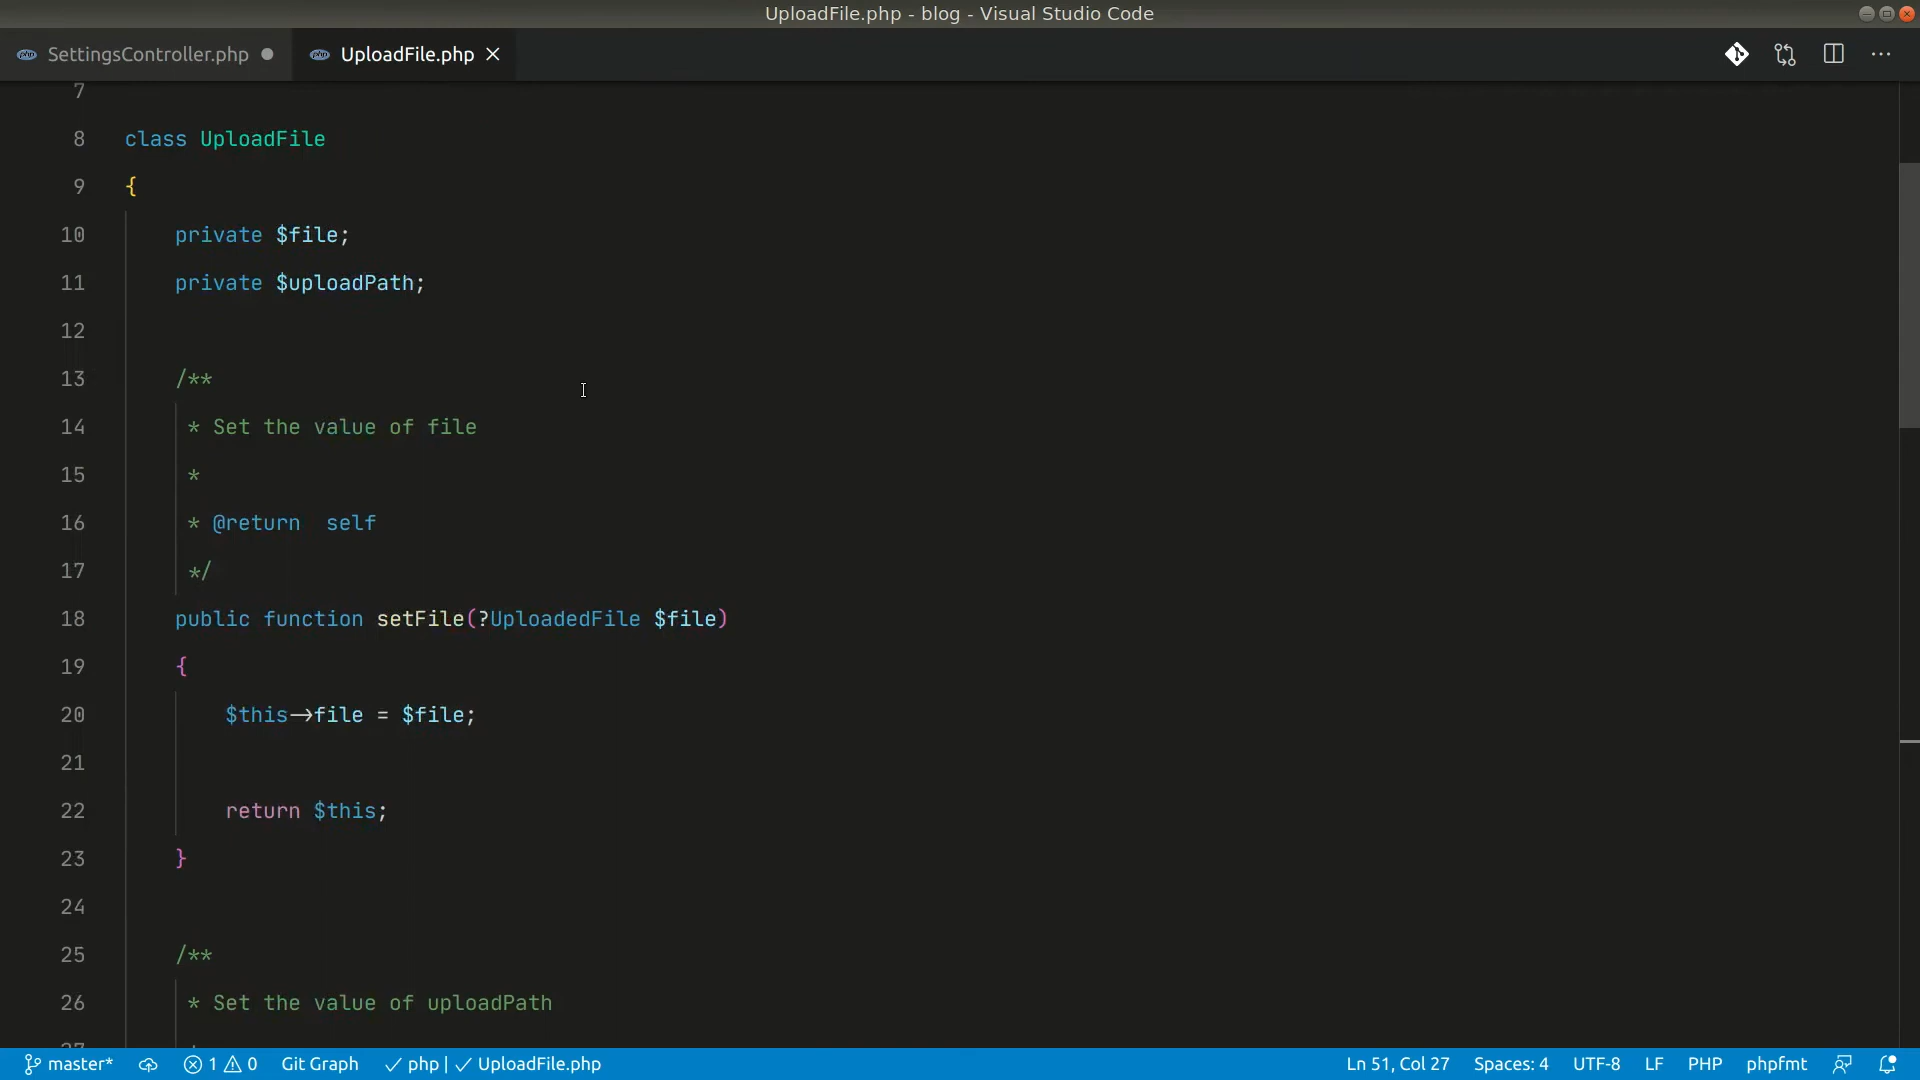 UploadFile.php - blog - Visual Studio Code
SettingsController.php UploadFile.php
7
8 class UploadFile
9 {
10 private $file;
11 private $uploadPath;
12
13 /**
14 * Set the value of file
15 *
16 * @return  self
17 */
18 public function setFile(?UploadedFile $file)
19 {
20 $this->file = $file;
21
22 return $this;
23 }
24
25 /**
26 * Set the value of uploadPath
master* 1 0 Git Graph php | UploadFile.php Ln 51, Col 27 Spaces: 4 UTF-8 LF PHP phpfmt